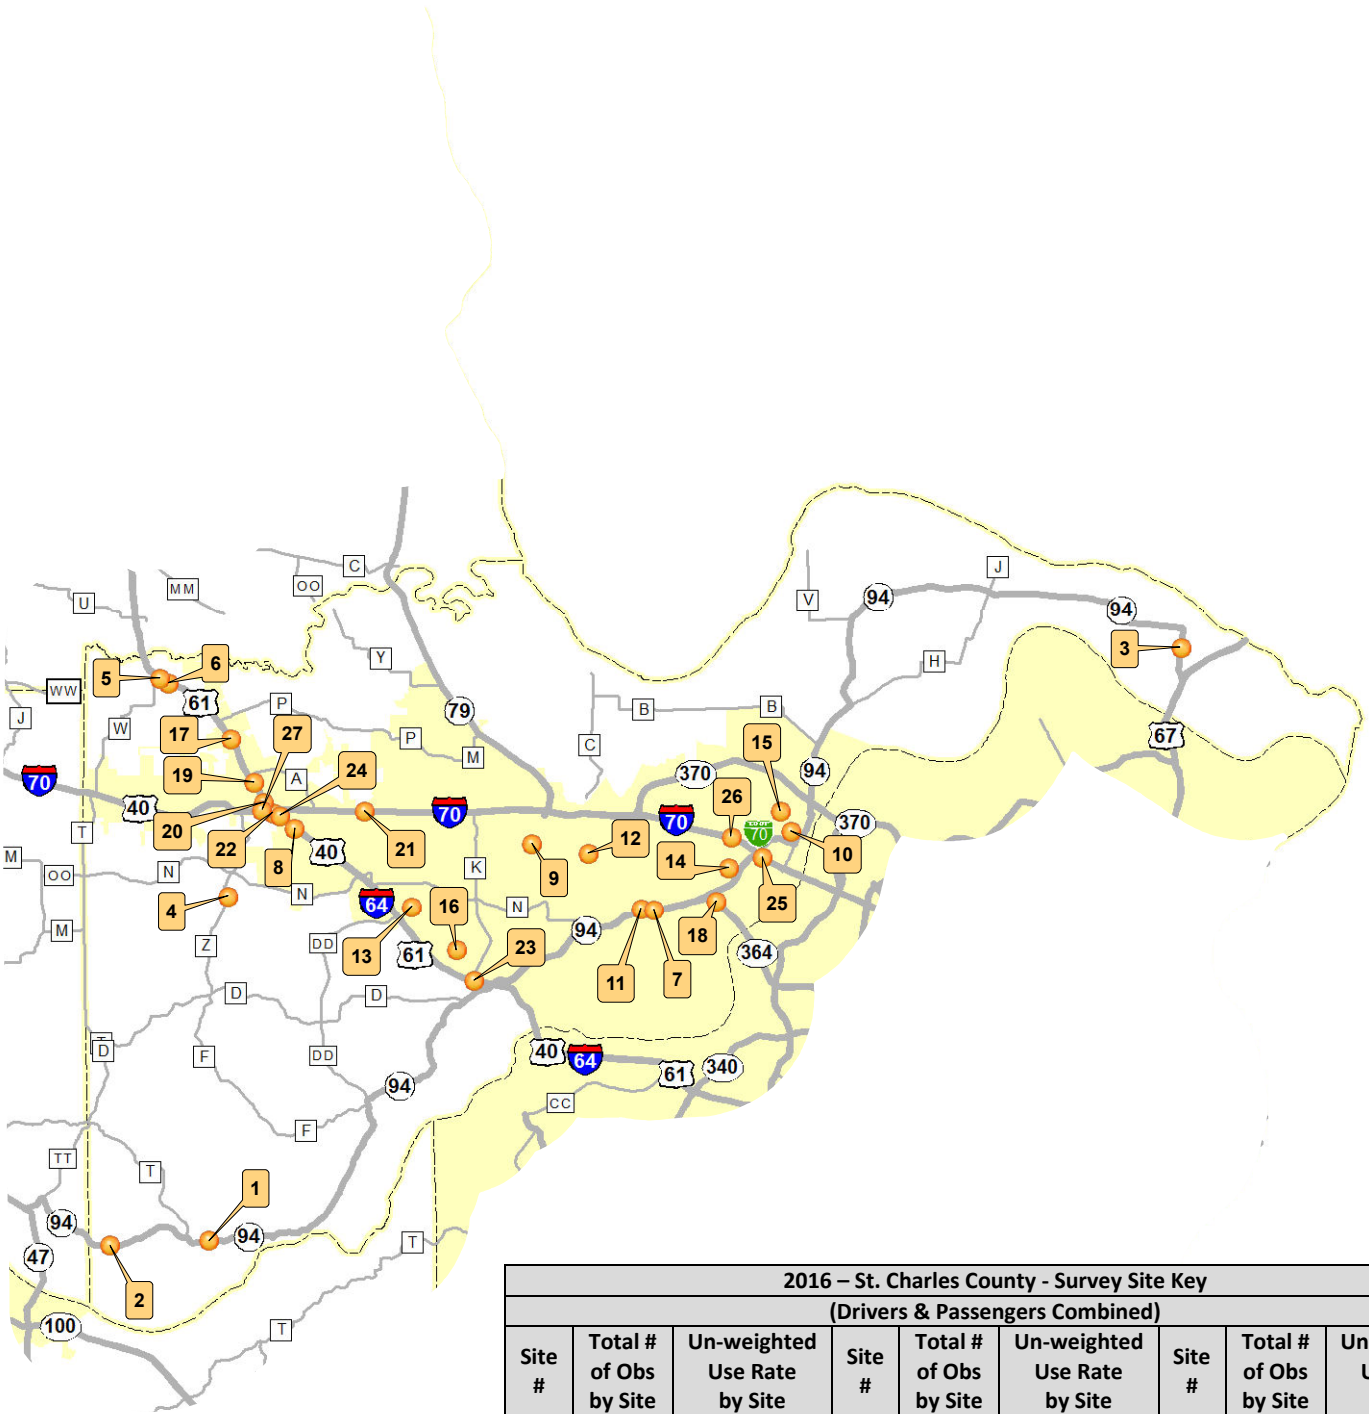 C
MM
OO
U
J
94
V
94
Y
3
H
6
5
WW
61
P
79
B
B
J
W
17
27
P
15
67
24
M
C
19
A
370
94
70
40
26
70
70
370
T
20
22
21
12
70
10
M
8
40
9
14
OO
N
K
4
N
64
16
N
25
M
Z
DD
13
61
23
94
18
364
11
7
D
D
D
F
DD
40
64
61
340
94
CC
F
TT
T
1
94
94
T
47
2
100
T
2016 – St. Charles County - Survey Site Key
(Drivers & Passengers Combined)
Site # Total # of Obs by Site Un-weighted Use Rate by Site Site # Total # of Obs by Site Un-weighted Use Rate by Site Site # Total # of Obs by Site